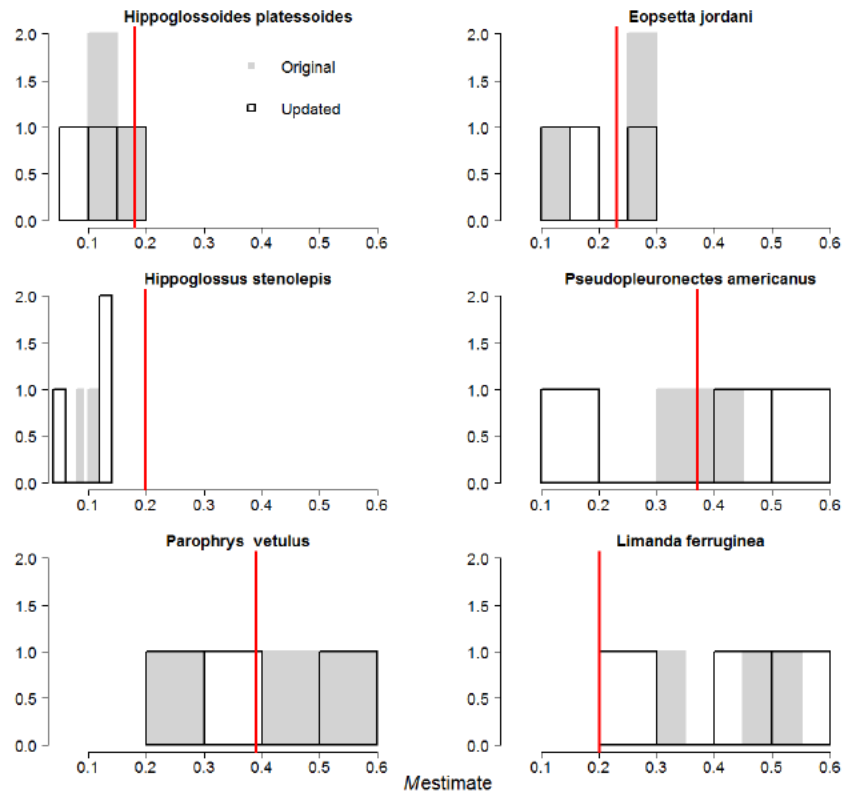 Hippoglossoides platessoides
2.0
1.5
1.0
0.5
0.0
Original
Updated
0.1 0.2 0.3 0.4 0.5 0.6
Eopsetta jordani
2.0
1.5
1.0
0.5
0.0
0.1 0.2 0.3 0.4 0.5 0.6
Hippoglossus stenolepis
2.0
1.5
1.0
0.5
0.0
0.1 0.2 0.3 0.4 0.5 0.6
Pseudopleuronectes americanus
2.0
1.5
1.0
0.5
0.0
0.1 0.2 0.3 0.4 0.5 0.6
Parophrys vetulus
2.0
1.5
1.0
0.5
0.0
0.1 0.2 0.3 0.4 0.5 0.6
Limanda ferruginea
2.0
1.5
1.0
0.5
0.0
0.1 0.2 0.3 0.4 0.5 0.6
Mestimate